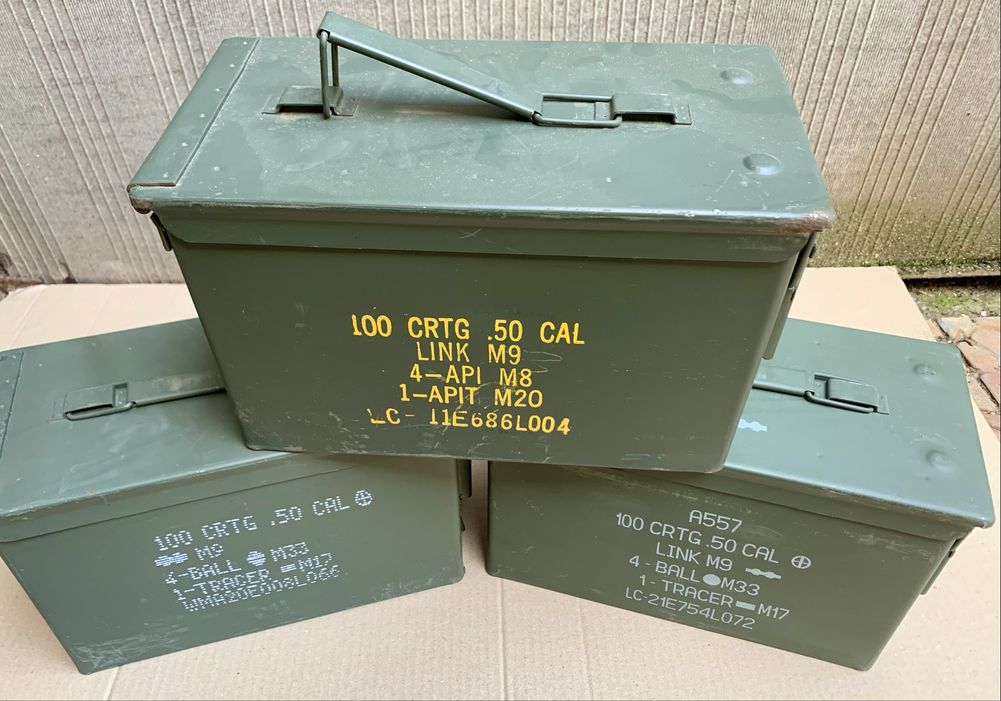 100 CRTG .50 CAL
LINK M9
4-API M8
1-APIT M20
LC- 11E686L004
100 CRTG .50 CAL
M9
4-BALL M33
1-TRACER M17
WMA20E003L066
A557
100 CRTG .50 CAL
LINK M9
4 - BALL M33
1 - TRACER M17
LC-21E754L072